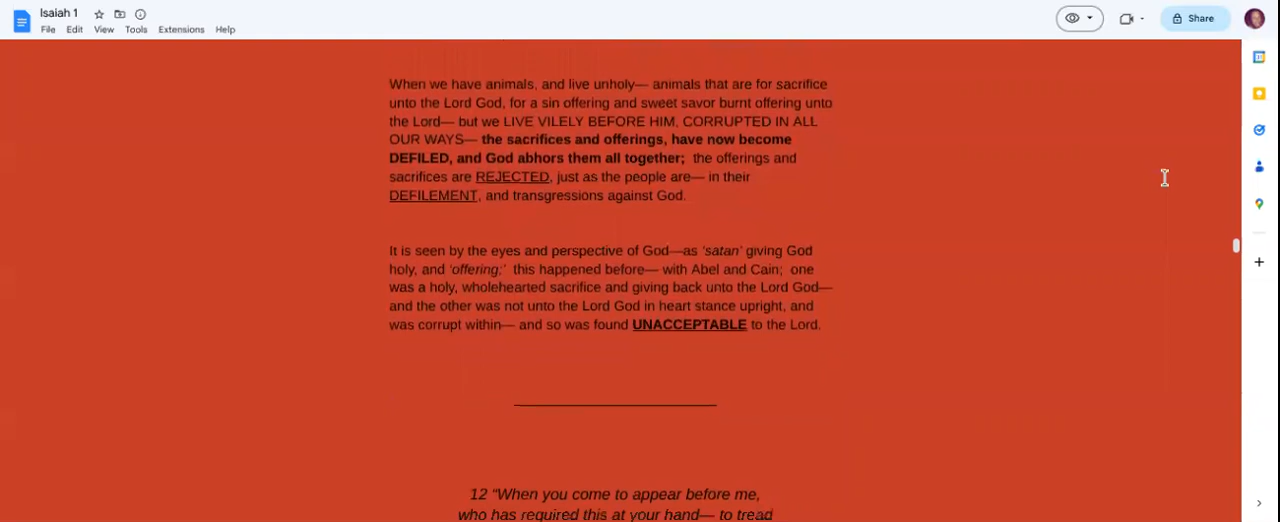 Isaiah 1
File Edit View Tools Extensions Help
Share
When we have animals, and live unholy— animals that are for sacrifice
unto the Lord God, for a sin offering and sweet savor burnt offering unto
the Lord— but we LIVE VILELY BEFORE HIM, CORRUPTED IN ALL
OUR WAYS— the sacrifices and offerings, have now become
DEFILED, and God abhors them all together; the offerings and
sacrifices are REJECTED, just as the people are— in their
DEFILEMENT, and transgressions against God.
It is seen by the eyes and perspective of God—as ‘satan’ giving God
holy, and ‘offering;’ this happened before— with Abel and Cain; one
was a holy, wholehearted sacrifice and giving back unto the Lord God—
and the other was not unto the Lord God in heart stance upright, and
was corrupt within— and so was found UNACCEPTABLE to the Lord.
12 “When you come to appear before me,
who has required this at your hand— to tread